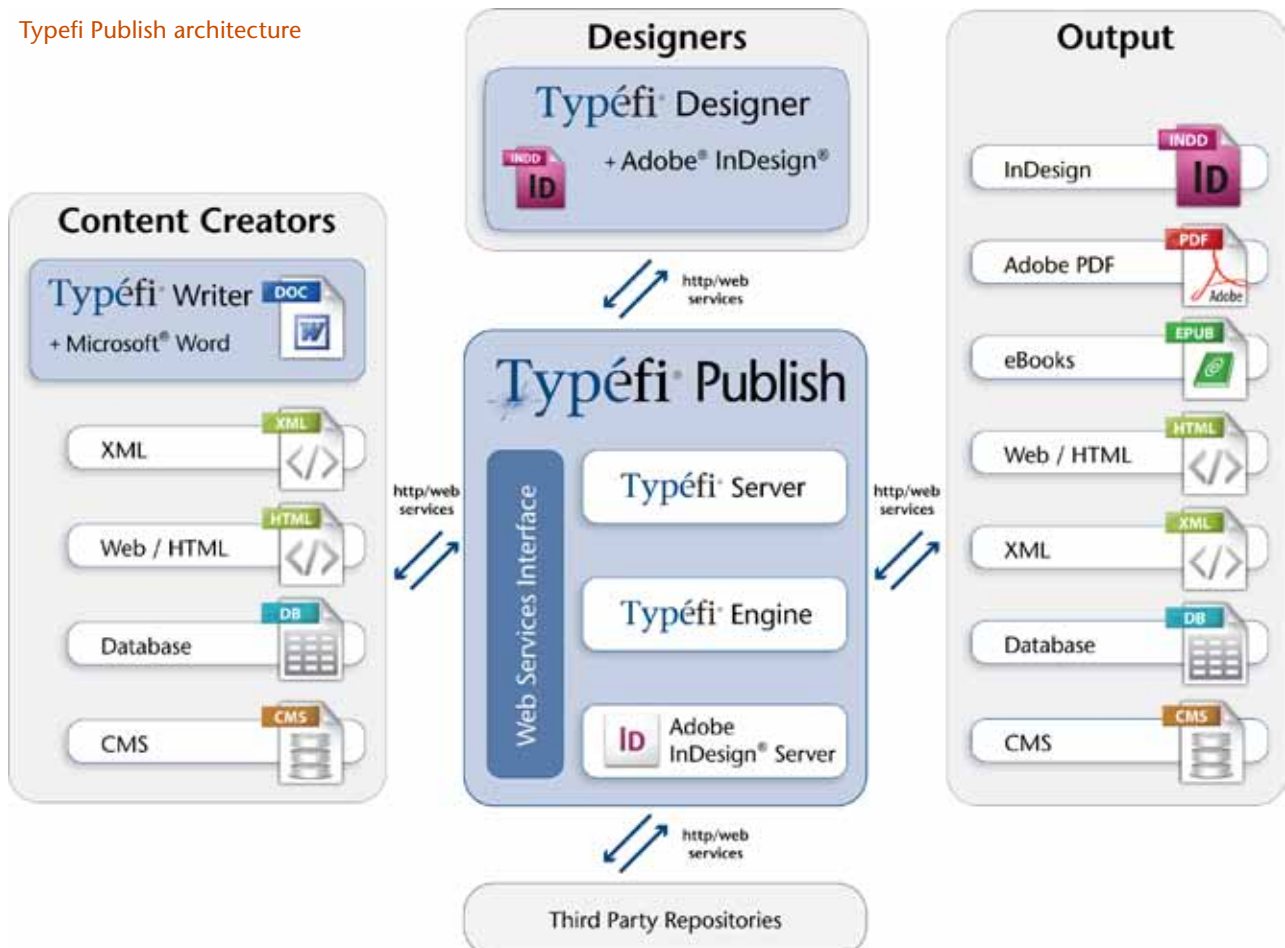 Typefi Publish architecture
Designers
Typéfi® Designer
+ Adobe® InDesign®
INDD
ID
Content Creators
Typéfi® Writer
+ Microsoft® Word
DOC
W
XML
XML
</>
Web / HTML
HTML
</>
Database
DB
CMS
CMS
http/web
services
http/web
services
Typéfi® Publish
Web Services Interface
Typéfi® Server
Typéfi® Engine
ID
Adobe
InDesign® Server
http/web
services
http/web
services
Third Party Repositories
Output
InDesign
INDD
ID
Adobe PDF
PDF
Adobe
eBooks
EPUB
Web / HTML
HTML
</>
XML
XML
</>
Database
DB
CMS
CMS